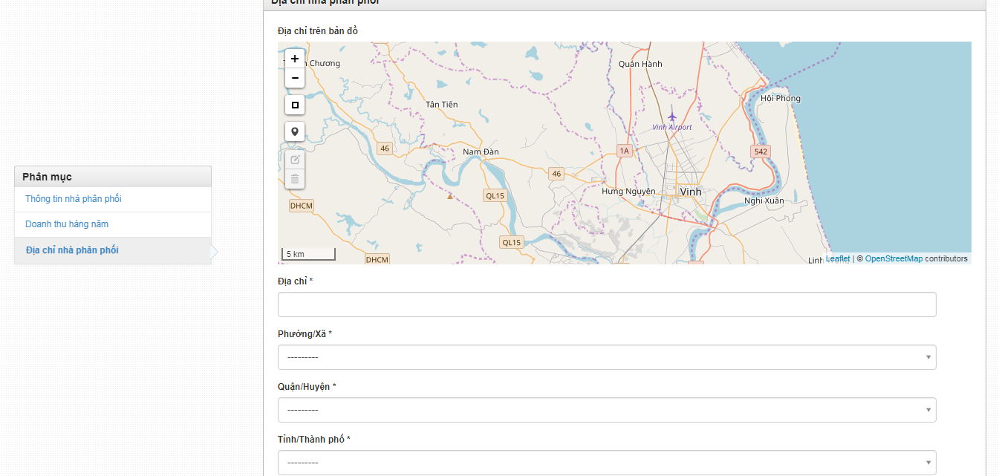 Địa chỉ nhà phân phối
Địa chỉ trên bản đồ
+
−
Chương
Quán Hành
Hội Phong
Tân Tiến
Vinh Airport
46
Nam Đàn
1A
542
46
Hưng Nguyên
Vinh
QL15
Nghi Xuân
DHCM
QL15
5 km
DHCM
Leaflet | © OpenStreetMap contributors
Phân mục
Thông tin nhà phân phối
Doanh thu hàng năm
Địa chỉ nhà phân phối
Địa chỉ *
Phường/Xã *
---------
Quận/Huyện *
---------
Tỉnh/Thành phố *
---------